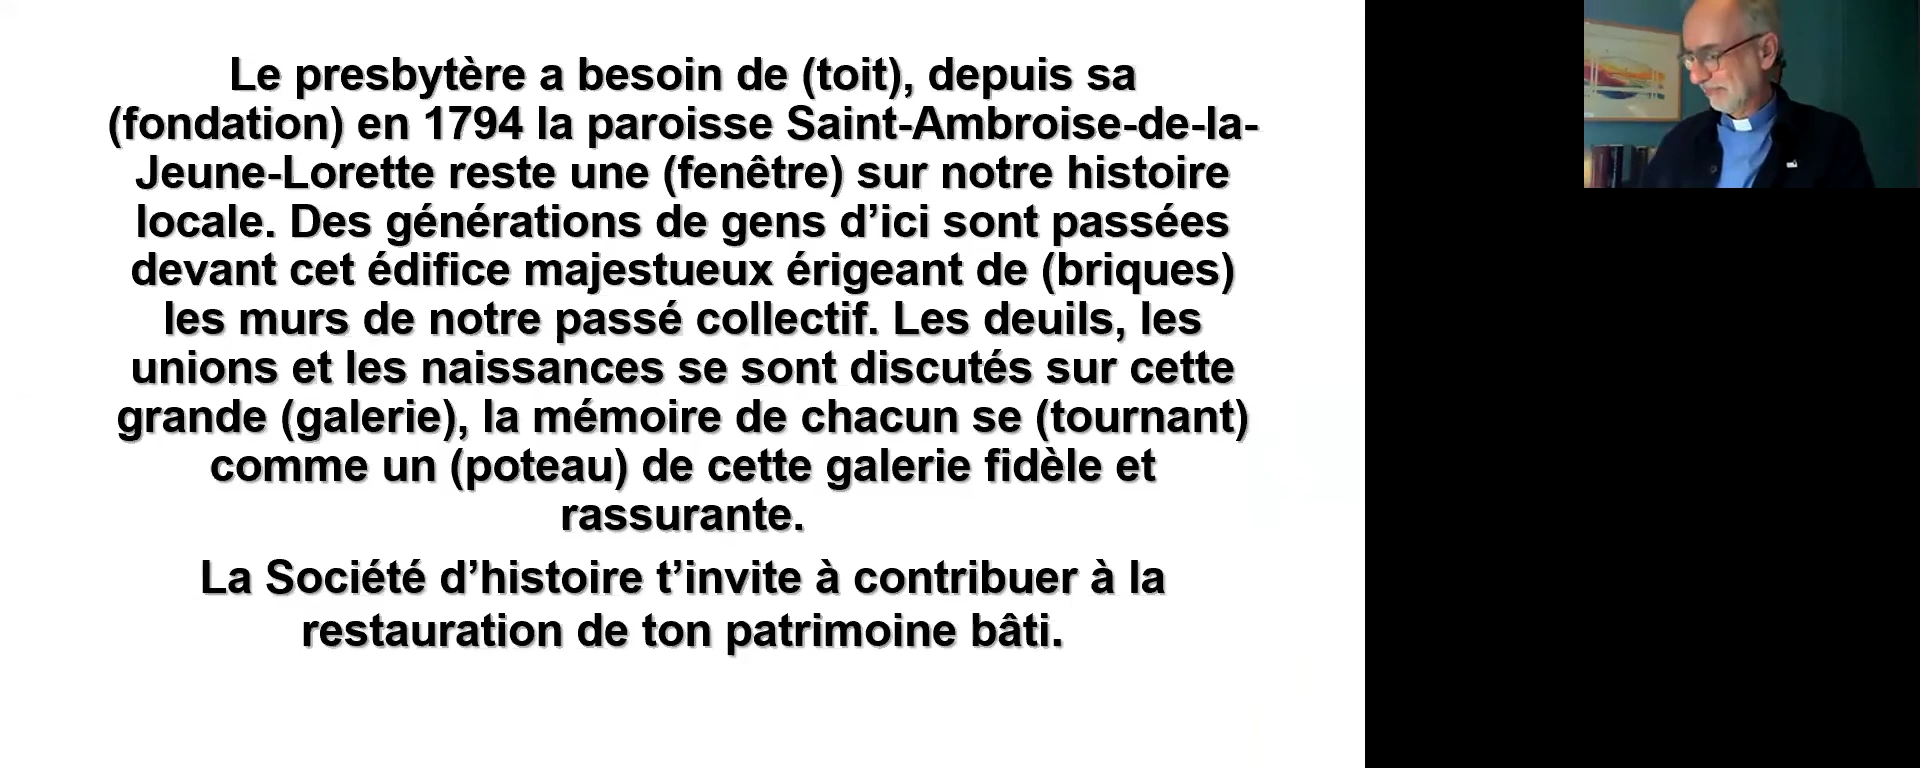 Le presbytère a besoin de (toit), depuis sa
(fondation) en 1794 la paroisse Saint-Ambroise-de-la-
Jeune-Lorette reste une (fenêtre) sur notre histoire
locale. Des générations de gens d’ici sont passées
devant cet édifice majestueux érigeant de (briques)
les murs de notre passé collectif. Les deuils, les
unions et les naissances se sont discutés sur cette
grande (galerie), la mémoire de chacun se (tournant)
comme un (poteau) de cette galerie fidèle et
rassurante.
La Société d’histoire t’invite à contribuer à la
restauration de ton patrimoine bâti.